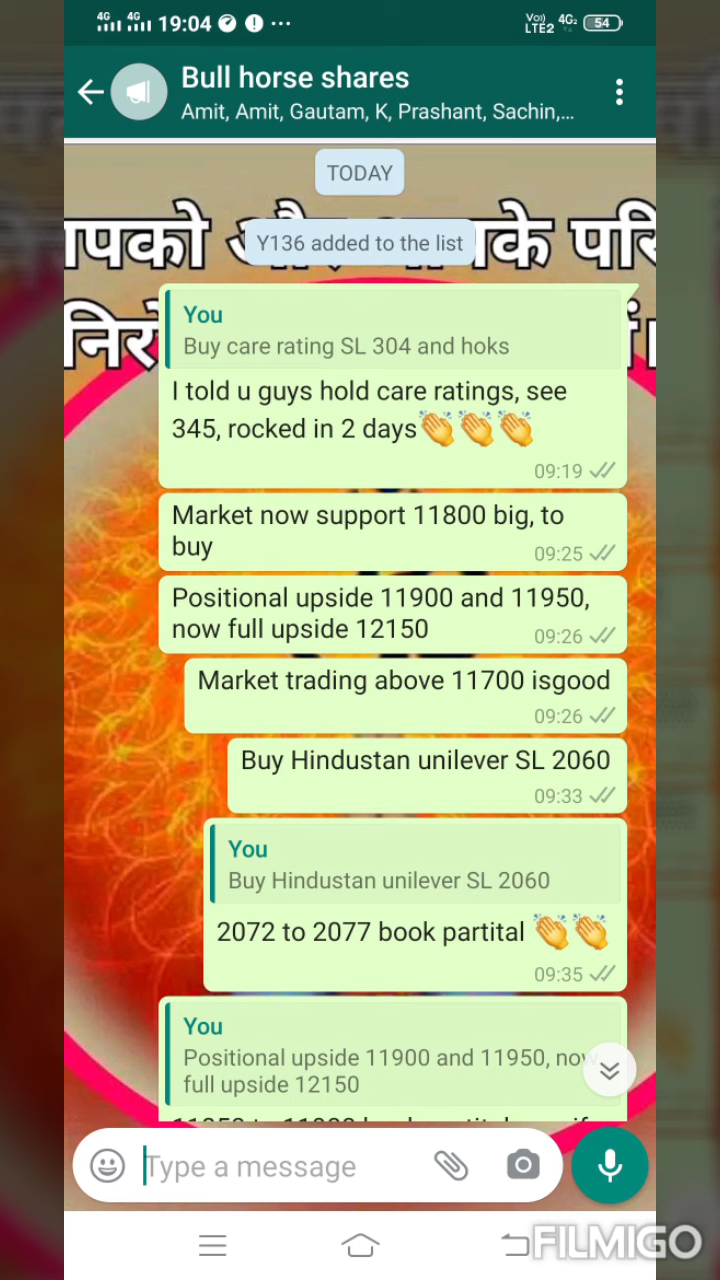 4G 4G 19:04 Vo)) LTE2 4G2 54
Bull horse shares
Amit, Amit, Gautam, K, Prashant, Sachin,...
TODAY
पको
के परि
Y136 added to the list
You
Buy care rating SL 304 and hoks
I told u guys hold care ratings, see
345, rocked in 2 days👏👏👏
09:19
Market now support 11800 big, to
buy
09:25
Positional upside 11900 and 11950,
now full upside 12150
09:26
Market trading above 11700 isgood
09:26
Buy Hindustan unilever SL 2060
09:33
You
Buy Hindustan unilever SL 2060
2072 to 2077 book partital 👏👏
09:35
You
Positional upside 11900 and 11950, now
full upside 12150
Type a message
FILMIGO